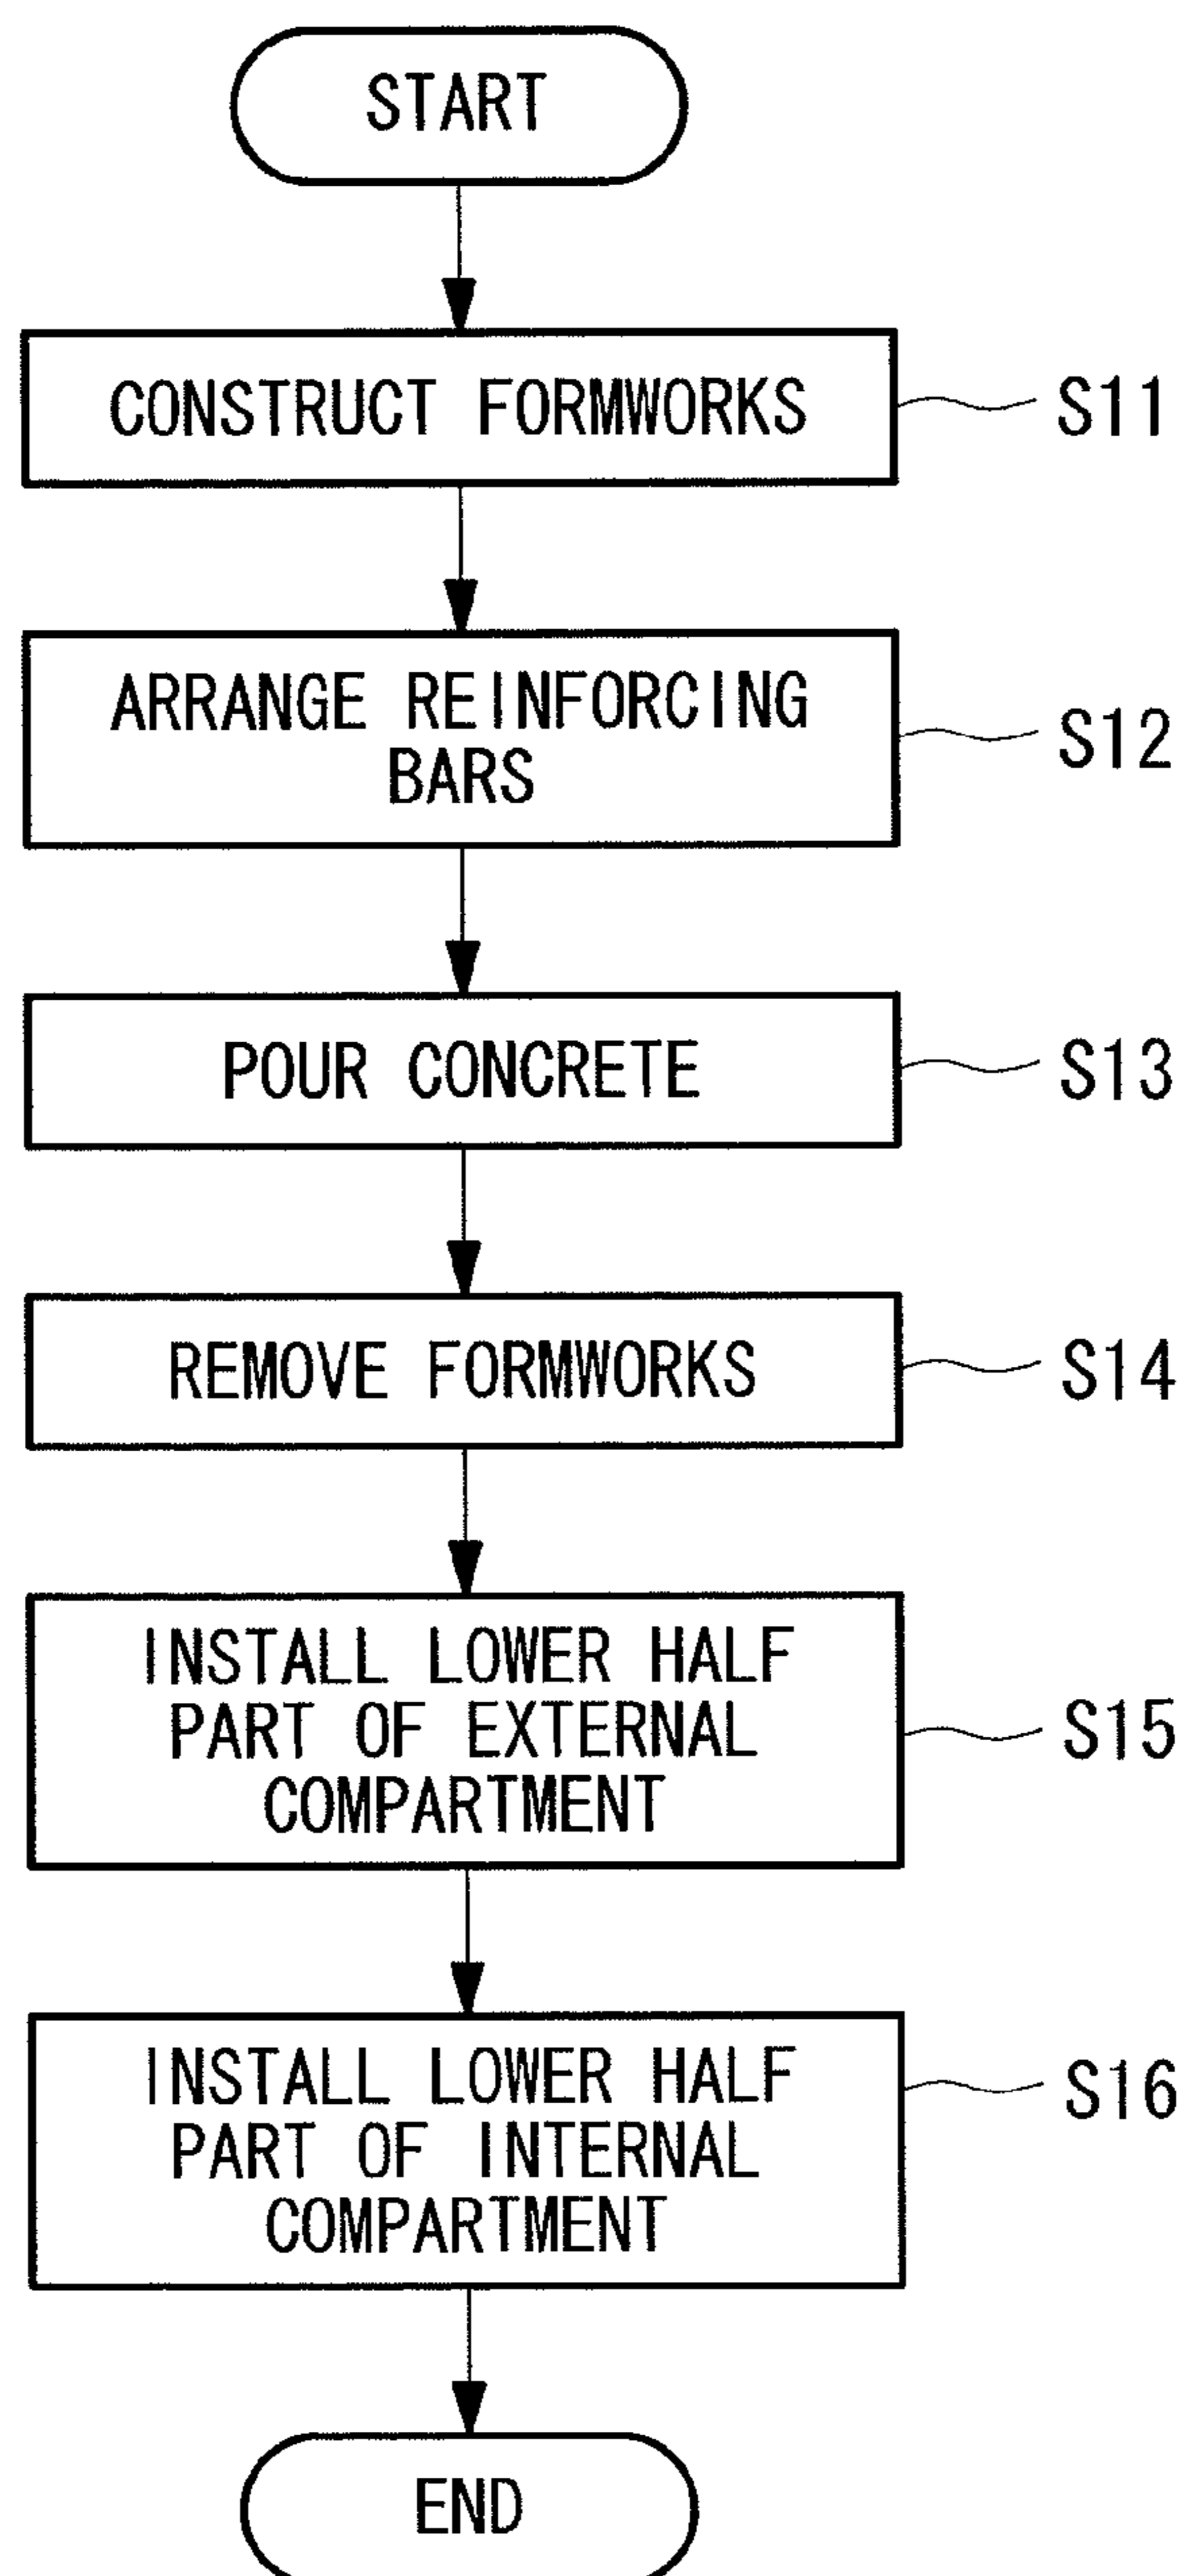 START
CONSTRUCT FORMWORKS
S11
ARRANGE REINFORCING
BARS
S12
POUR CONCRETE
S13
REMOVE FORMWORKS
S14
INSTALL LOWER HALF
PART OF EXTERNAL
COMPARTMENT
S15
INSTALL LOWER HALF
PART OF INTERNAL
COMPARTMENT
S16
END